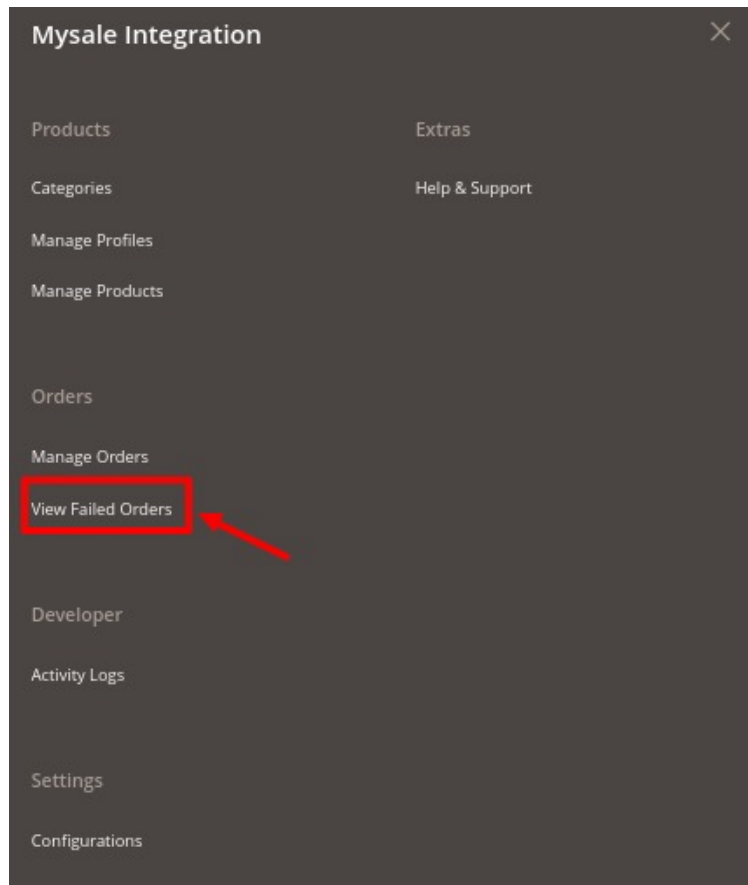 Mysale Integration
Products
Categories
Manage Profiles
Manage Products
Orders
Manage Orders
View Failed Orders
Developer
Activity Logs
Settings
Configurations
Extras
Help & Support